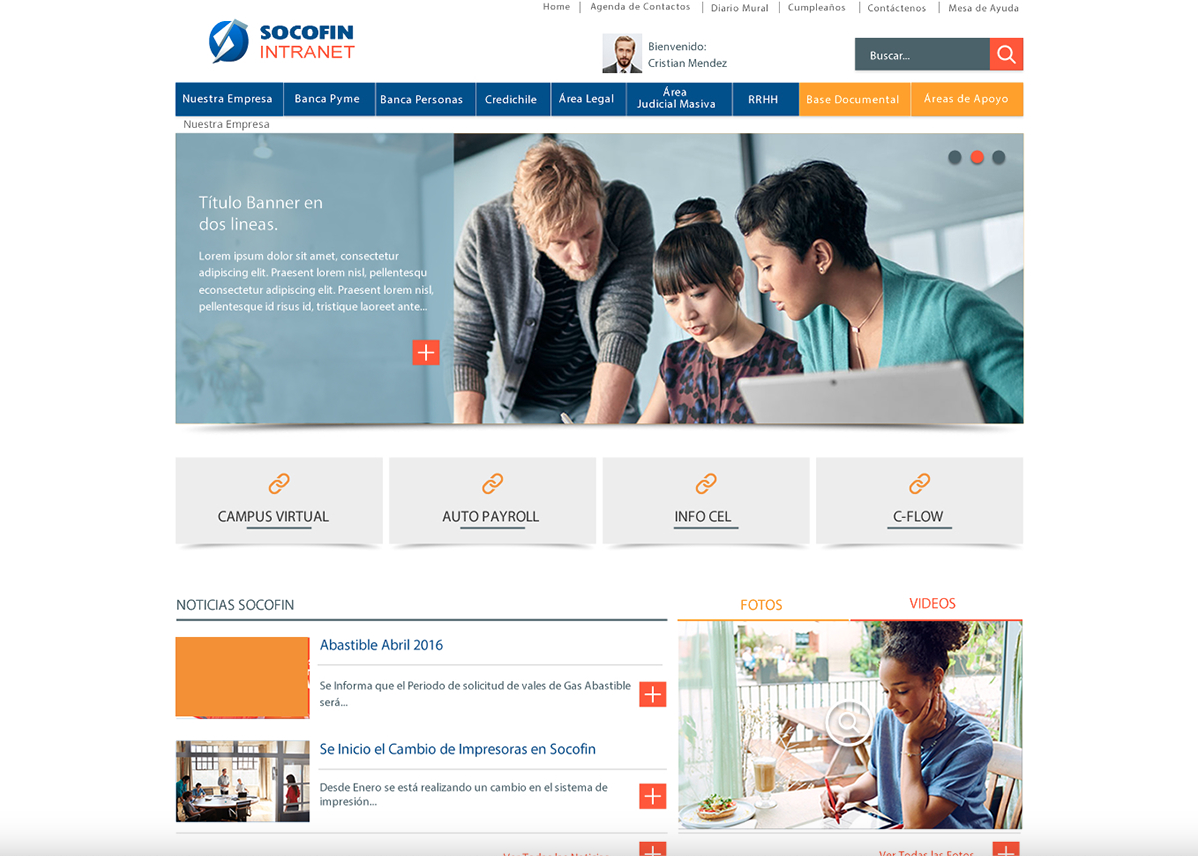 Home | Agenda de Contactos | Diario Mural | Cumpleaños | Contáctenos | Mesa de Ayuda
SOCOFIN
INTRANET
Bienvenido:
Cristian Mendez
Buscar...
Nuestra Empresa
Banca Pyme
Banca Personas
Credichile
Área Legal
Área
Judicial Masiva
RRHH
Base Documental
Áreas de Apoyo
Nuestra Empresa
Título Banner en
dos lineas.
Lorem ipsum dolor sit amet, consectetur
adipiscing elit. Praesent lorem nisl, pellentesqu
econsectetur adipiscing elit. Praesent lorem nisl,
pellentesque id risus id, tristique laoreet ante...
CAMPUS VIRTUAL
AUTO PAYROLL
INFO CEL
C-FLOW
NOTICIAS SOCOFIN
Abastible Abril 2016
Se Informa que el Periodo de solicitud de vales de Gas Abastible
será...
Se Inicio el Cambio de Impresoras en Socofin
Desde Enero se está realizando un cambio en el sistema de
impresión...
Ver Todas las Noticias
FOTOS
VIDEOS
Ver Todas las Fotos